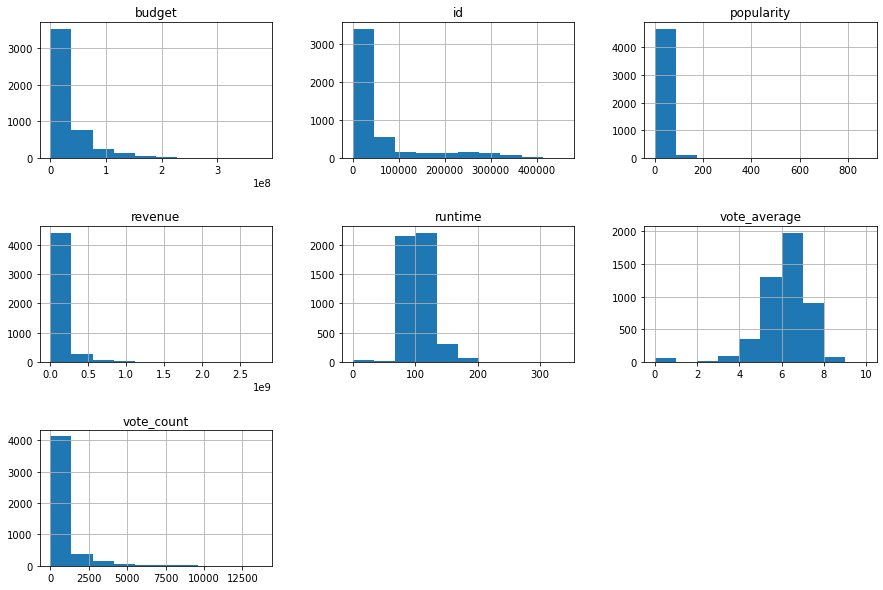 budget
3000
2000
1000
0
0 1 2 3
1e8
id
3000
2000
1000
0
0 100000 200000 300000 400000
popularity
4000
3000
2000
1000
0
0 200 400 600 800
revenue
4000
3000
2000
1000
0
0.0 0.5 1.0 1.5 2.0 2.5
1e9
runtime
2000
1500
1000
500
0
0 100 200 300
vote_average
2000
1500
1000
500
0
0 2 4 6 8 10
vote_count
4000
3000
2000
1000
0
0 2500 5000 7500 10000 12500